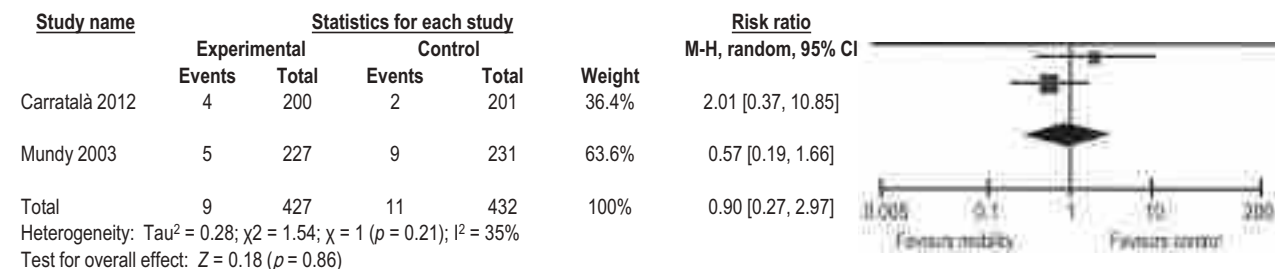 Study name Statistics for each study Risk ratio
Experimental Control M-H, random, 95% CI
Events Total Events Total Weight
Carratalà 2012 4 200 2 201 36.4% 2.01 [0.37, 10.85]
Mundy 2003 5 227 9 231 63.6% 0.57 [0.19, 1.66]
Total 9 427 11 432 100% 0.90 [0.27, 2.97]
0.005 0.1 1 10 200
Heterogeneity: Tau² = 0.28; χ2 = 1.54; χ = 1 (p = 0.21); I² = 35%
Favours mobility Favours control
Test for overall effect: Z = 0.18 (p = 0.86)